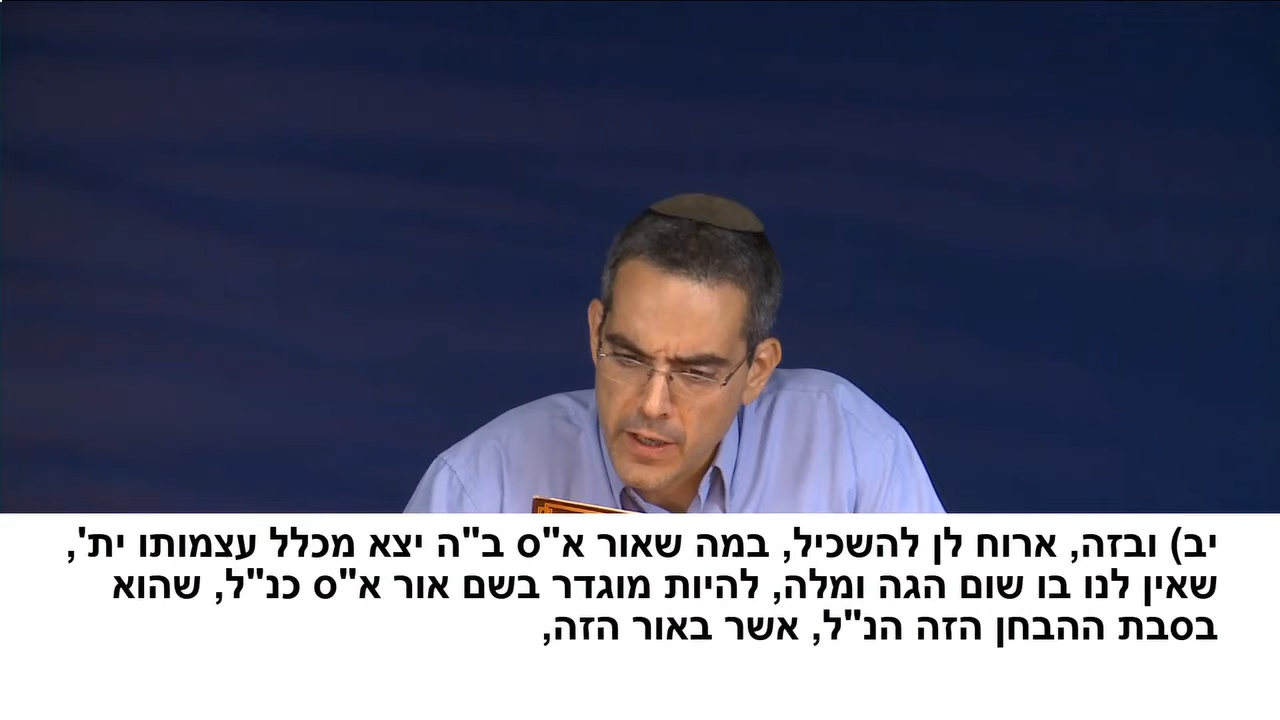 יב) ובזה, ארוח לן להשכיל, במה שאור א"ס ב"ה יצא מכלל עצמותו ית',
שאין לנו בו שום הגה ומלה, להיות מוגדר בשם אור א"ס כנ"ל, שהוא
בסבת ההבחן הזה הנ"ל, אשר באור הזה,